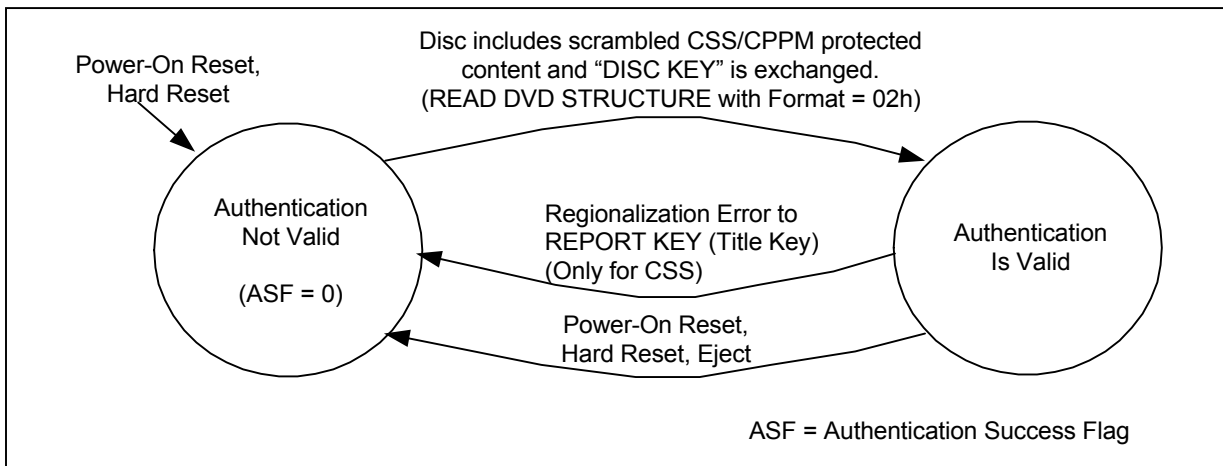 Disc includes scrambled CSS/CPPM protected
content and “DISC KEY” is exchanged.
(READ DVD STRUCTURE with Format = 02h)
Power-On Reset,
Hard Reset
Authentication
Not Valid
(ASF = 0)
Regionalization Error to
REPORT KEY (Title Key)
(Only for CSS)
Authentication
Is Valid
Power-On Reset,
Hard Reset, Eject
ASF = Authentication Success Flag